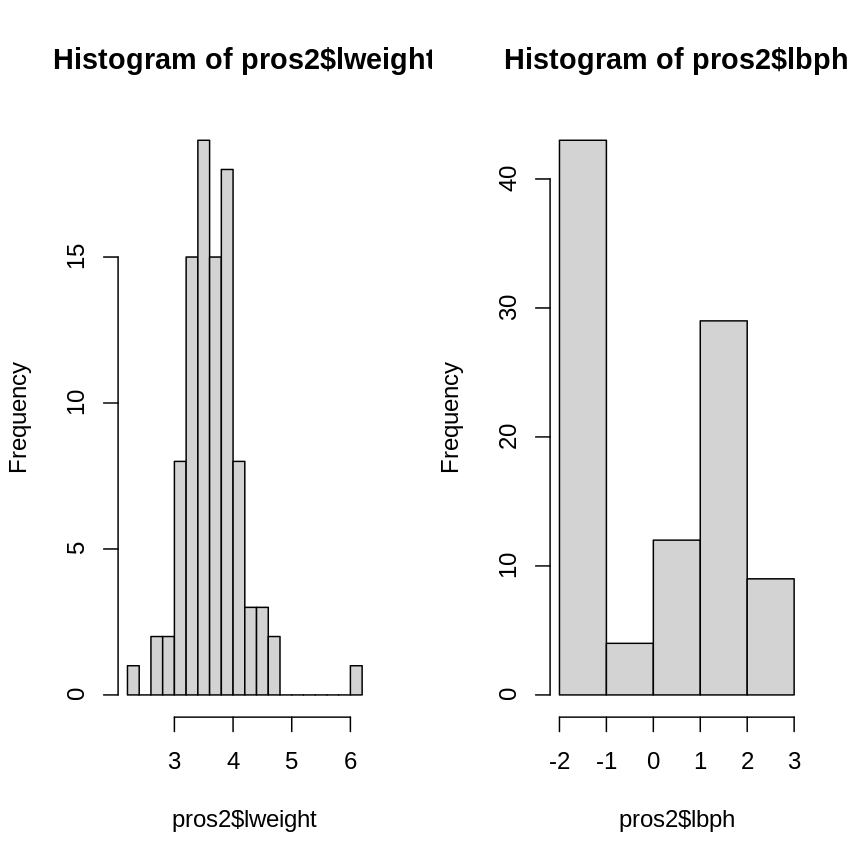 Histogram of pros2$lweight
Frequency
0
5
10
15
3 4 5 6
pros2$lweight
Histogram of pros2$lbph
Frequency
0
10
20
30
40
-2 -1 0 1 2 3
pros2$lbph